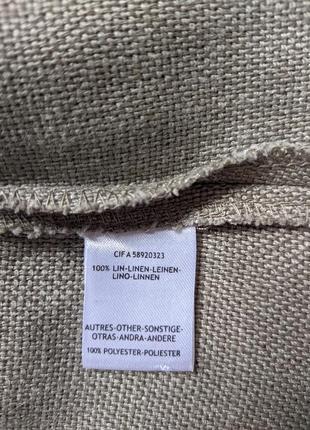 CIF A 58920323
100% LIN-LINEN-LEINEN-
LINO-LINNEN
AUTRES-OTHER-SONSTIGE-
OTRAS-ANDRA-ANDERE
100% POLYESTER-POLIESTER